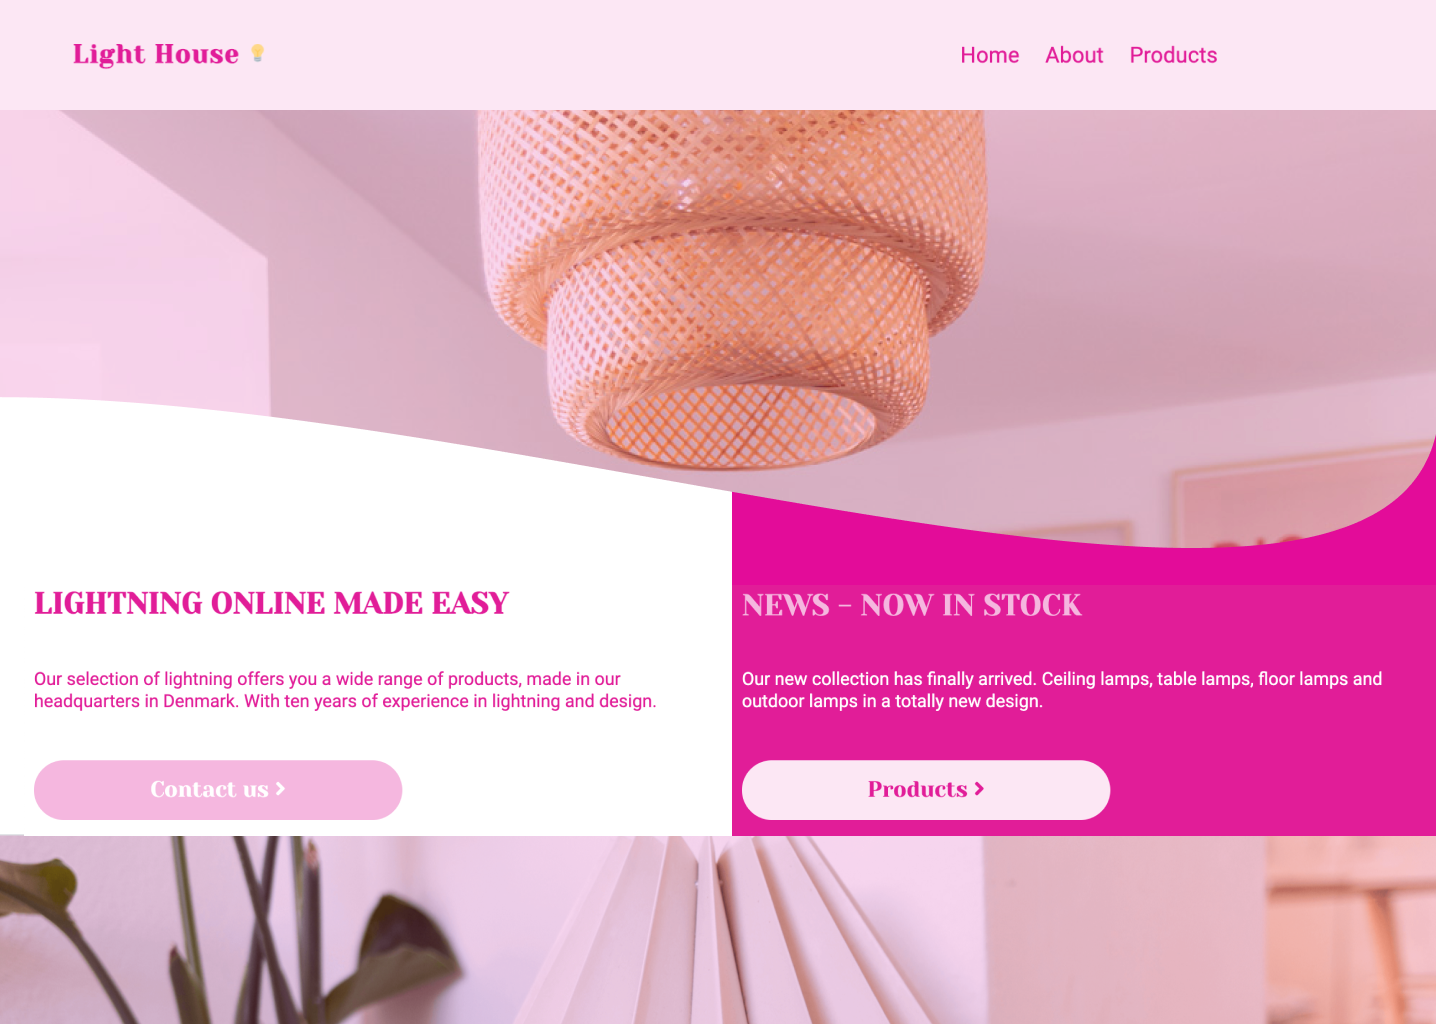 Light House 💡
Home About Products
LIGHTNING ONLINE MADE EASY
Our selection of lightning offers you a wide range of products, made in our
headquarters in Denmark. With ten years of experience in lightning and design.
Contact us >
NEWS - NOW IN STOCK
Our new collection has finally arrived. Ceiling lamps, table lamps, floor lamps and
outdoor lamps in a totally new design.
Products >